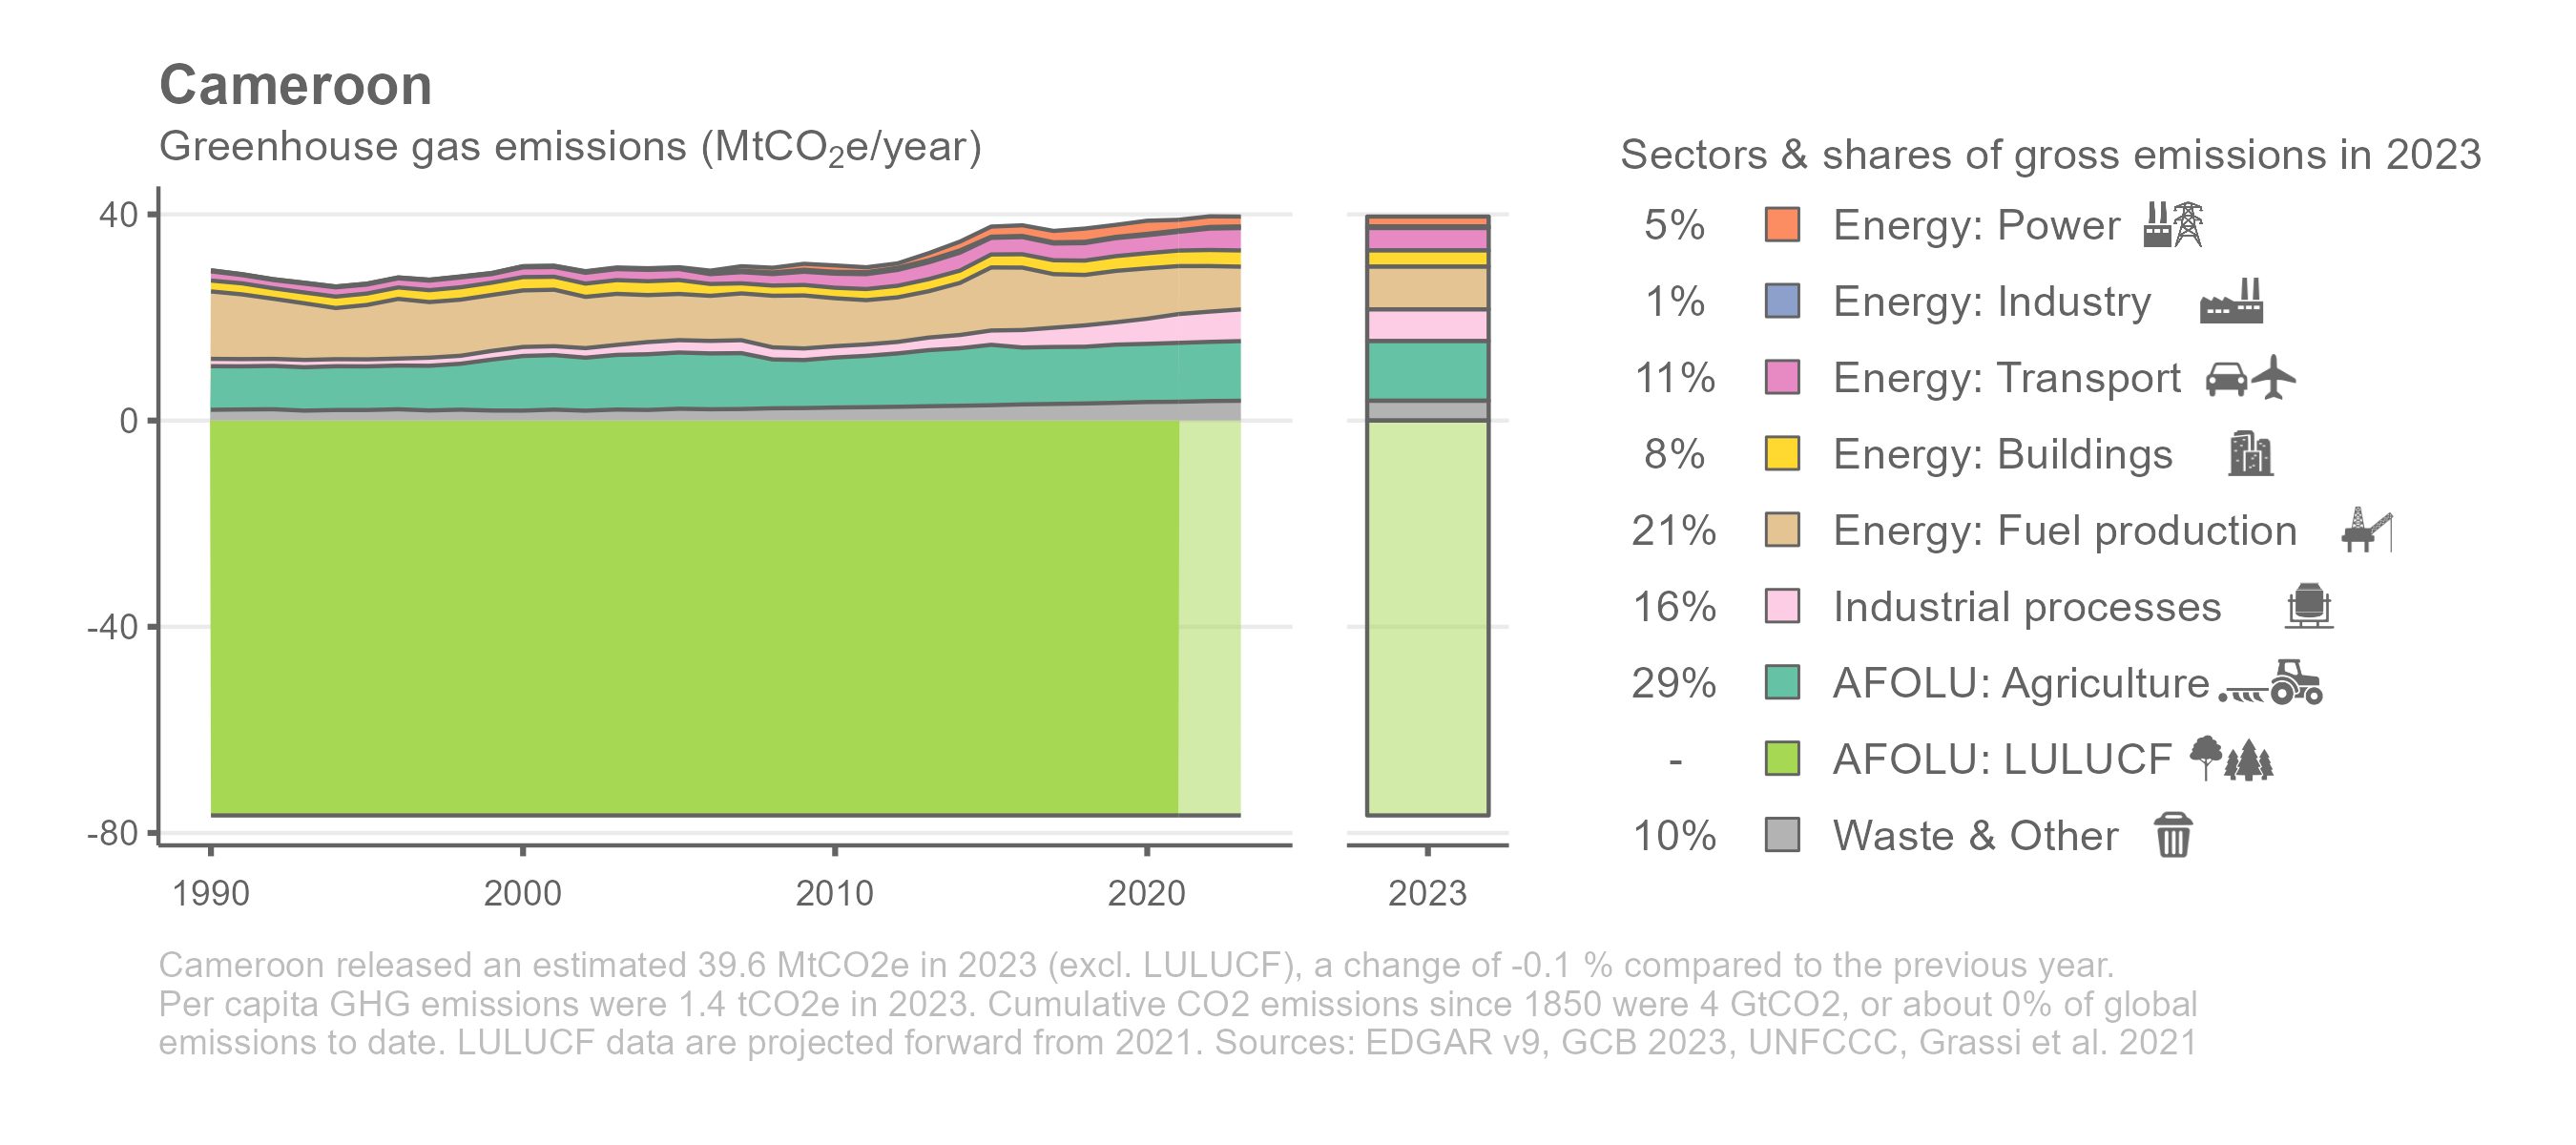 Cameroon
Greenhouse gas emissions (MtCO₂e/year)
Sectors & shares of gross emissions in 2023
40
0
-40
-80
1990 2000 2010 2020 2023
5% Energy: Power
1% Energy: Industry
11% Energy: Transport
8% Energy: Buildings
21% Energy: Fuel production
16% Industrial processes
29% AFOLU: Agriculture
- AFOLU: LULUCF
10% Waste & Other
Cameroon released an estimated 39.6 MtCO2e in 2023 (excl. LULUCF), a change of -0.1 % compared to the previous year.
Per capita GHG emissions were 1.4 tCO2e in 2023. Cumulative CO2 emissions since 1850 were 4 GtCO2, or about 0% of global
emissions to date. LULUCF data are projected forward from 2021. Sources: EDGAR v9, GCB 2023, UNFCCC, Grassi et al. 2021